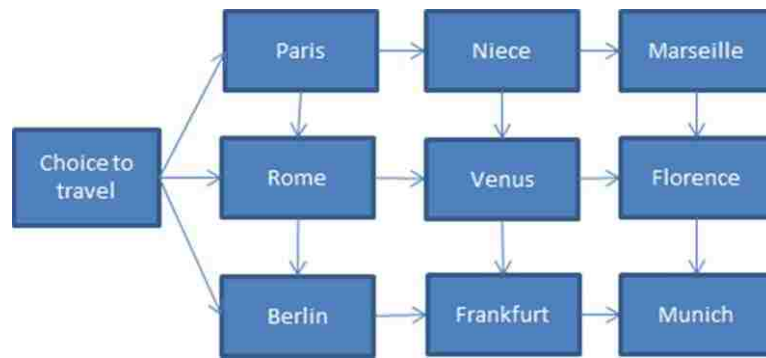 Paris
Niece
Marseille
Choice to
travel
Rome
Venus
Florence
Berlin
Frankfurt
Munich